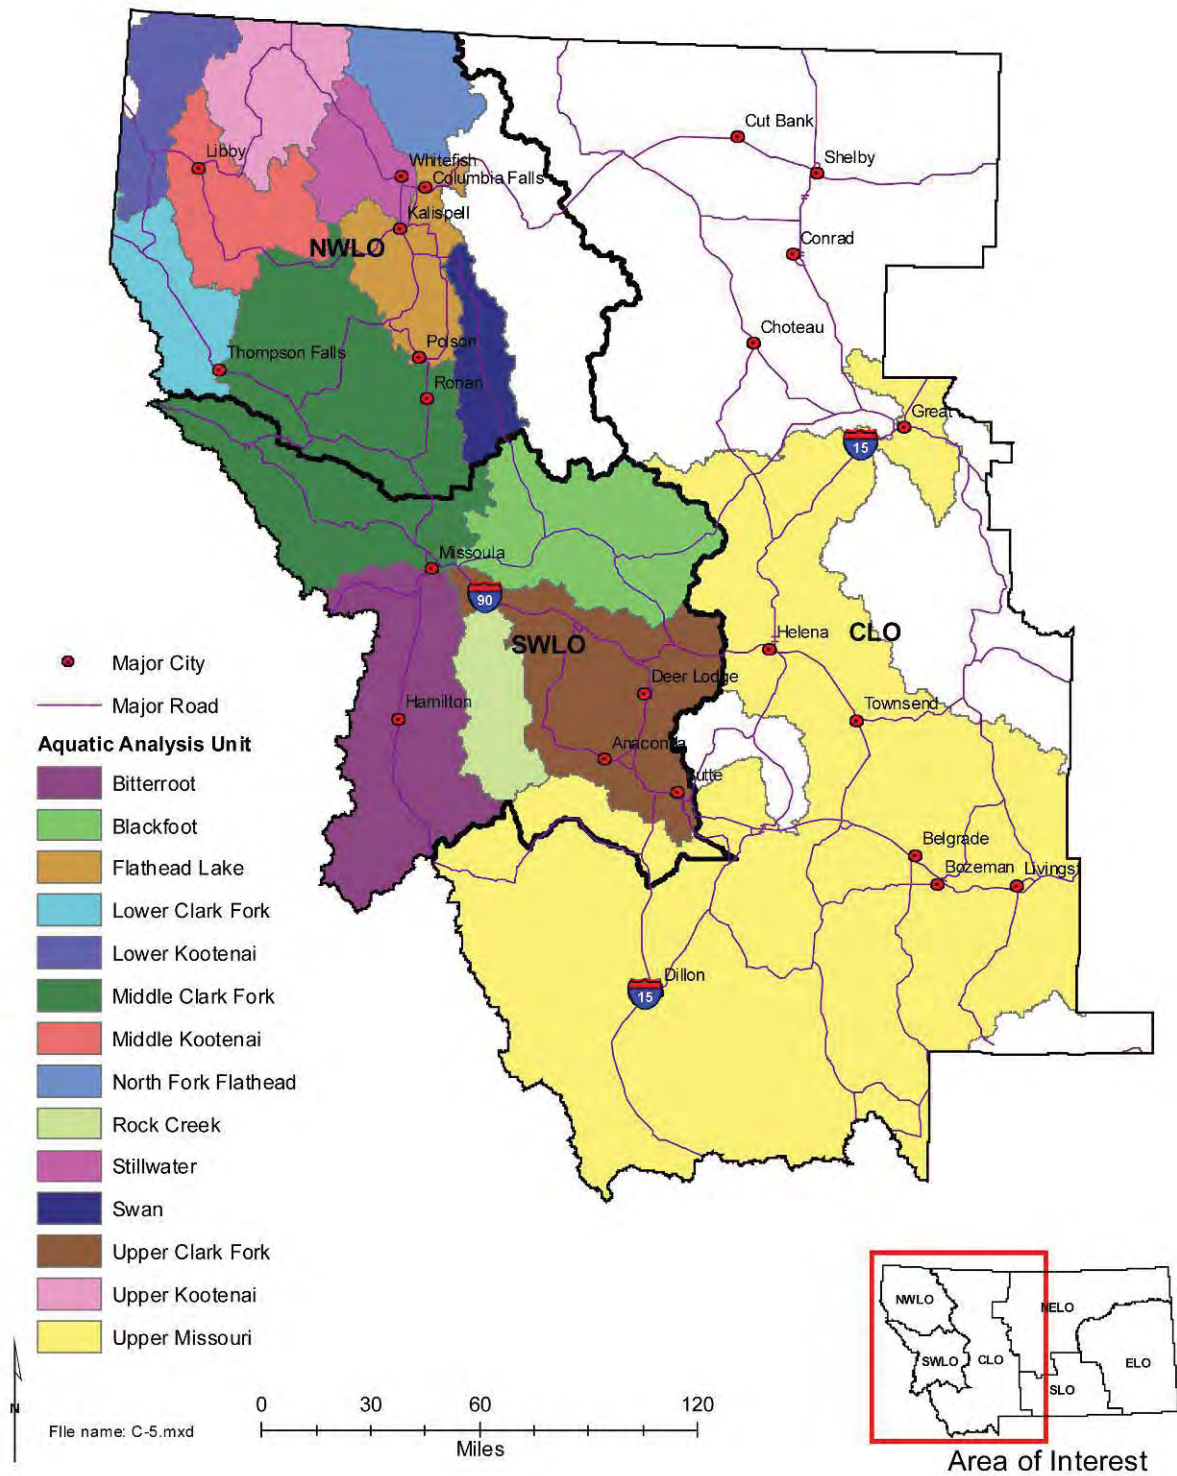 Cut Bank
Shelby
Libby
Whitefish
Columbia Falls
Kalispell
NWLO
Conrad
Choteau
Polson
Thompson Falls
Ronan
Great
15
Missoula
90
Helena
CLO
SWLO
Deer Lodge
Hamilton
Townsend
Anaconda
utte
Belgrade
Bozeman
Livingst
Dillon
15
Major City
Major Road
Aquatic Analysis Unit
Bitterroot
Blackfoot
Flathead Lake
Lower Clark Fork
Lower Kootenai
Middle Clark Fork
Middle Kootenai
North Fork Flathead
Rock Creek
Stillwater
Swan
Upper Clark Fork
Upper Kootenai
Upper Missouri
N
File name: C-5.mxd
0 30 60 120
Miles
NWLO
NELO
SWLO
CLO
ELO
SLO
Area of Interest